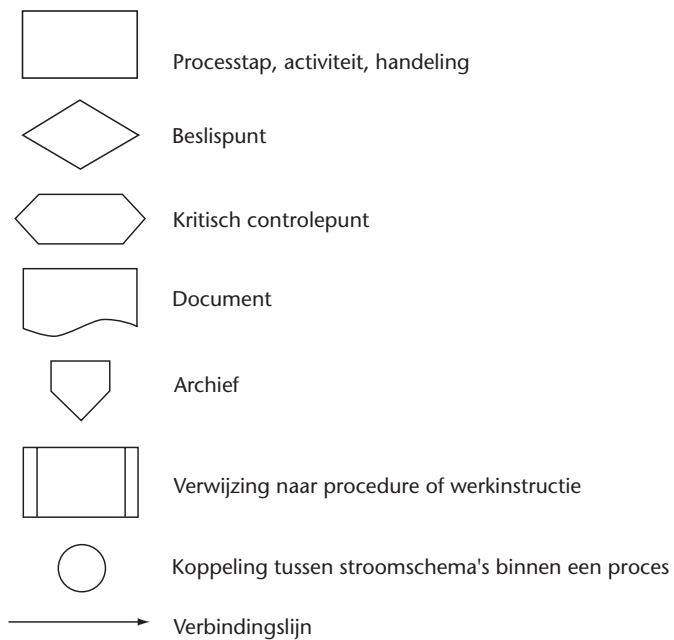 Processtap, activiteit, handeling
Beslispunt
Kritisch controlepunt
Document
Archief
Verwijzing naar procedure of werkinstructie
Koppeling tussen stroomschema's binnen een proces
Verbindingslijn